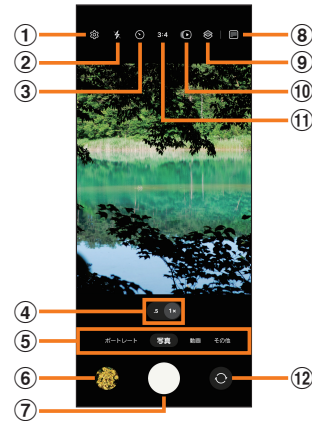 ① ② ③ 3:4 ⑧
⑨
⑩
⑪
④ .5 1×
⑤ ポートレート 写真 動画 その他
⑥ ⑫
⑦